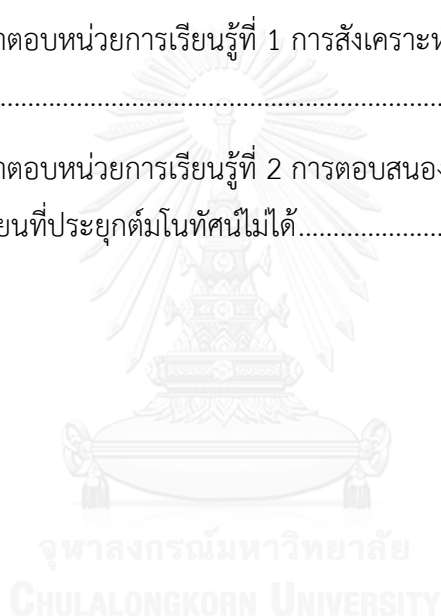 าตอบหน่วยการเรียนรู้ที่ 1 การสังเคราะห
....................................................................
าตอบหน่วยการเรียนรู้ที่ 2 การตอบสนอง
ยนที่ประยุกต์มโนทัศน์ไม่ได้......................
จุฬาลงกรณ์มหาวิทยาลัย
CHULALONGKORN UNIVERSITY